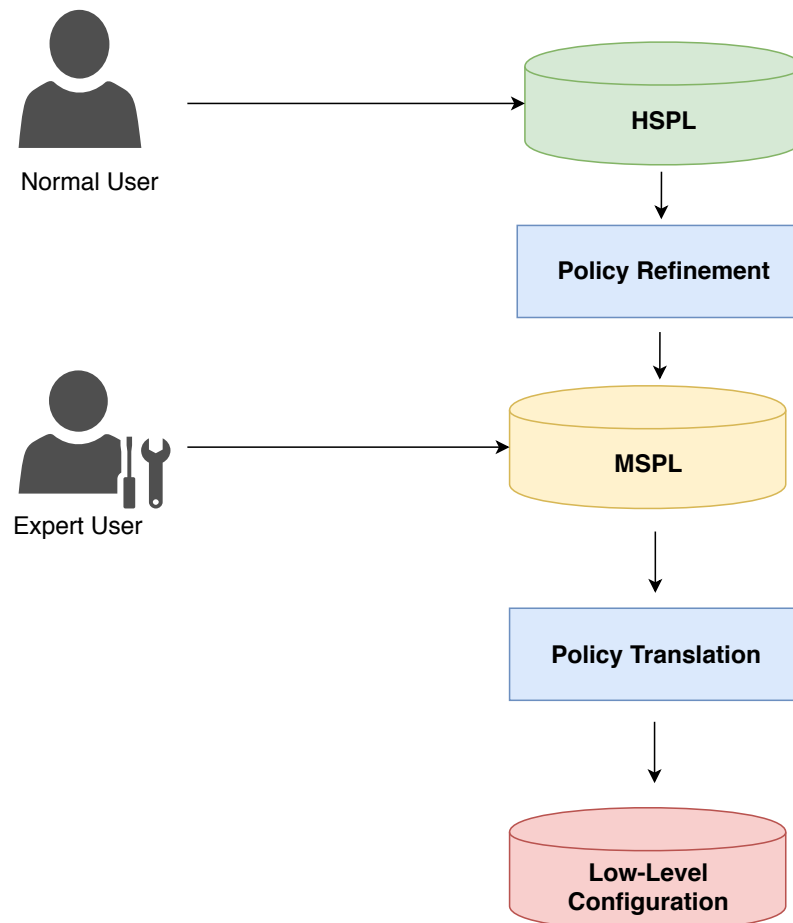 HSPL
Normal User
Policy Refinement
MSPL
Expert User
Policy Translation
Low-Level
Configuration